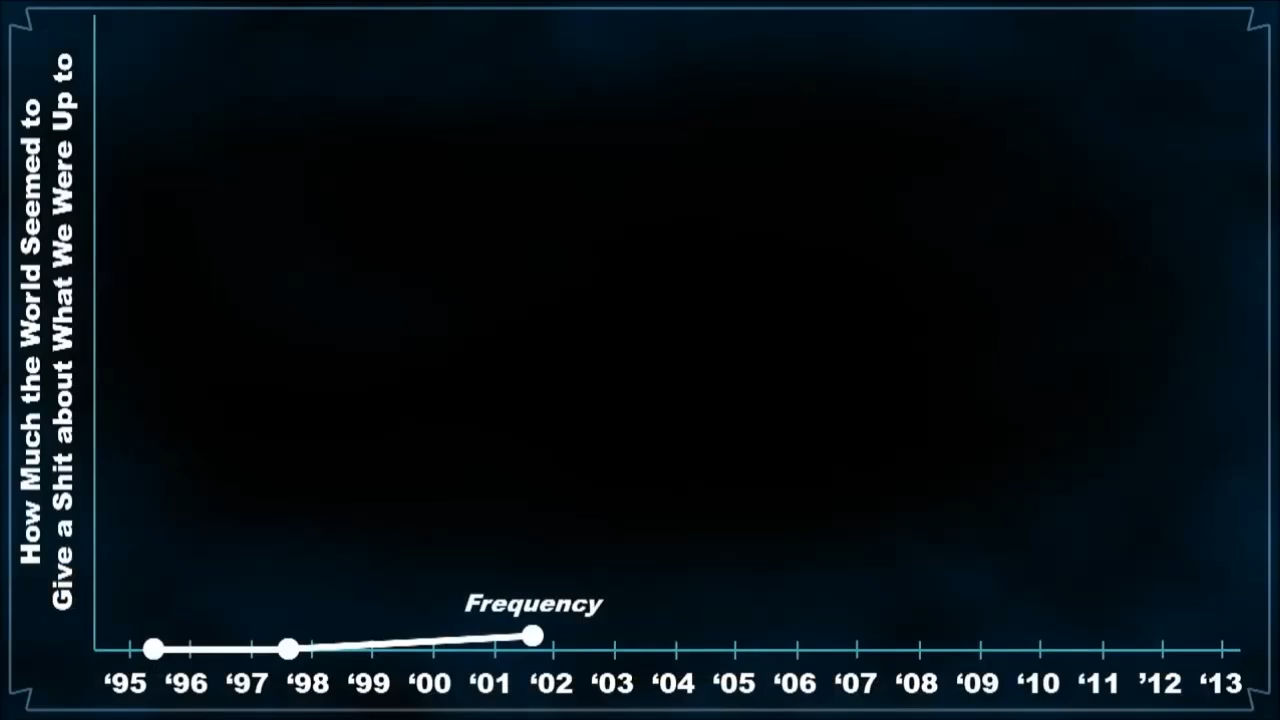 How Much the World Seemed to
Give a Shit about What We Were Up to
Frequency
‘95 ‘96 ‘97 ‘98 ‘99 ‘00 ‘01 ‘02 ‘03 ‘04 ‘05 ‘06 ‘07 ‘08 ‘09 ‘10 ‘11 ’12 ‘13